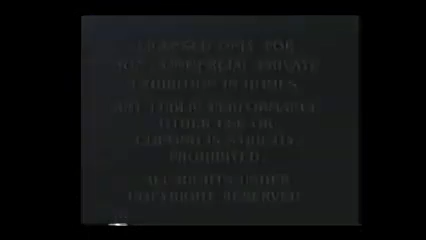 LICENSED ONLY FOR
NON-COMMERCIAL PRIVATE
EXHIBITION IN HOMES.
ANY PUBLIC PERFORMANCE,
OTHER USE OR
COPYING IS STRICTLY
PROHIBITED
ALL RIGHTS UNDER
COPYRIGHT RESERVED